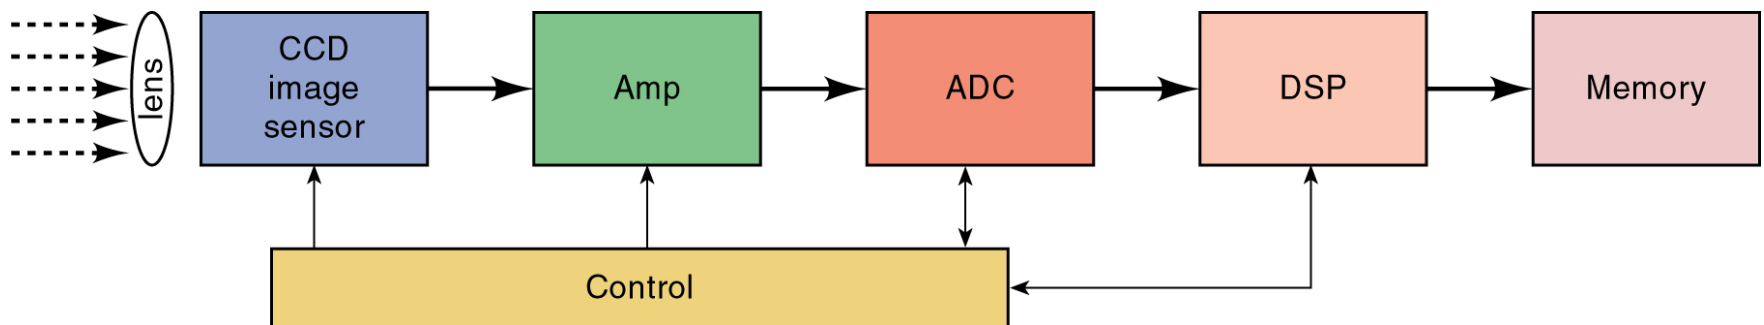 lens
CCD
image
sensor
Amp
ADC
DSP
Memory
Control